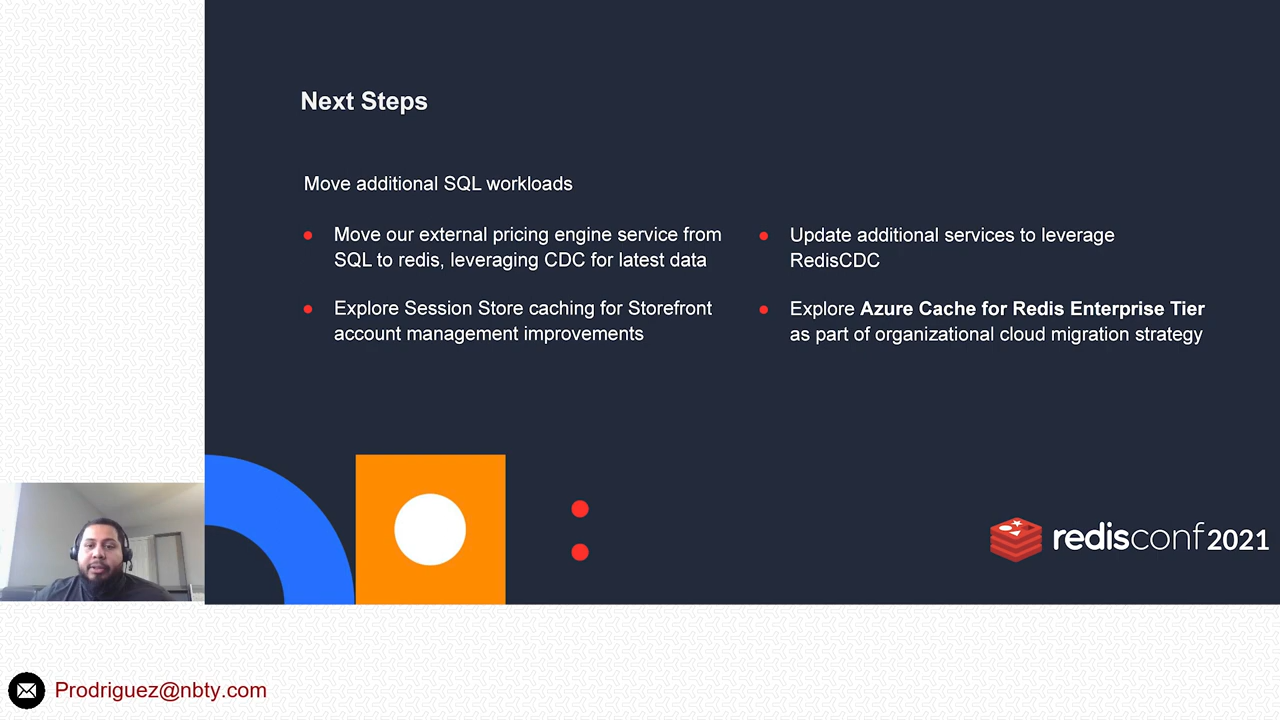 Next Steps
Move additional SQL workloads
Move our external pricing engine service from
SQL to redis, leveraging CDC for latest data
Explore Session Store caching for Storefront
account management improvements
Update additional services to leverage
RedisCDC
Explore Azure Cache for Redis Enterprise Tier
as part of organizational cloud migration strategy
redisconf 2021
Prodriguez@nbty.com